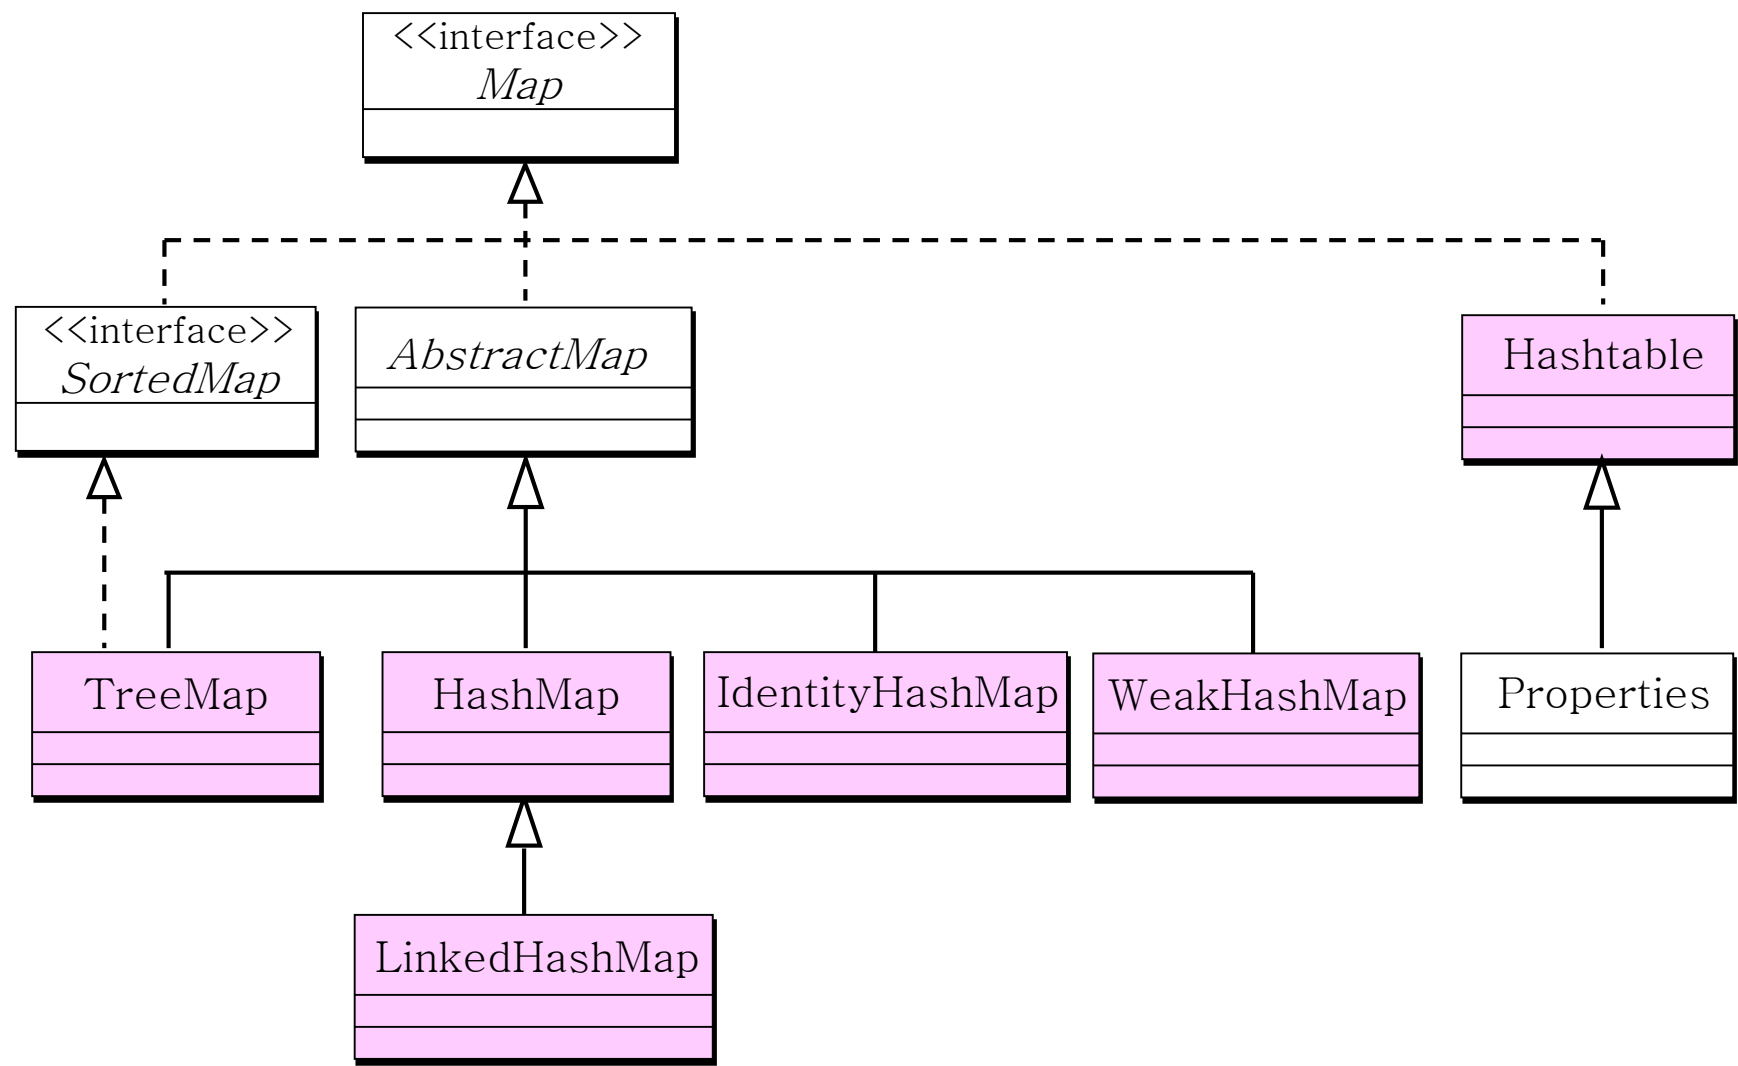 <<interface>>
Map
<<interface>>
SortedMap
AbstractMap
Hashtable
TreeMap
HashMap
IdentityHashMap
WeakHashMap
Properties
LinkedHashMap